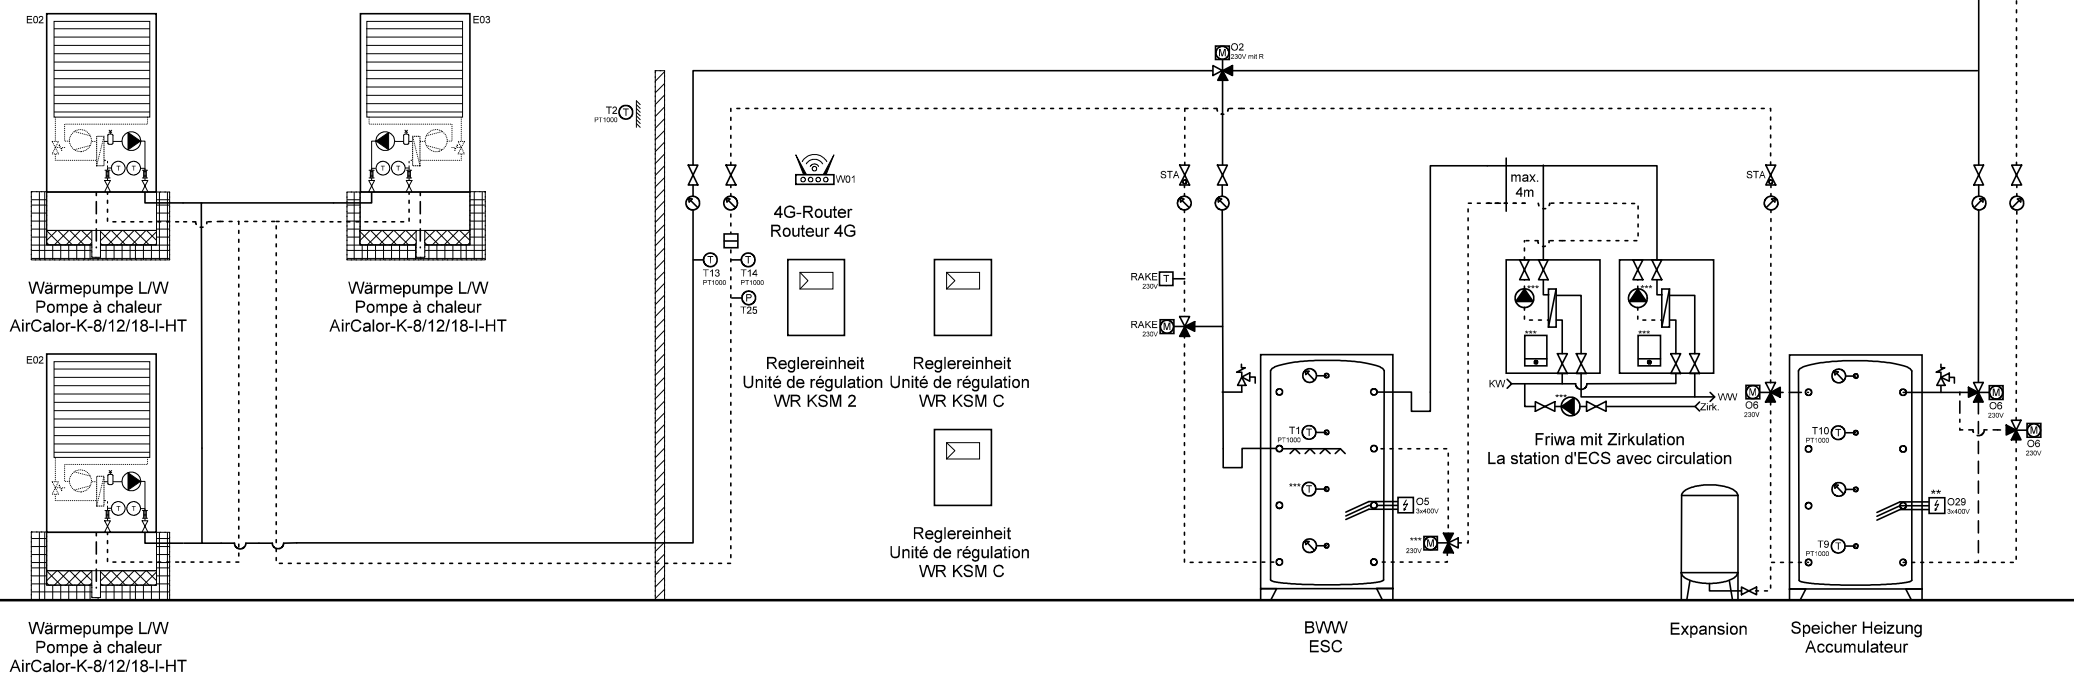 E02
E03
T
T
T
T
Wärmepumpe L/W
Pompe à chaleur
AirCalor-K-8/12/18-I-HT
Wärmepumpe L/W
Pompe à chaleur
AirCalor-K-8/12/18-I-HT
E02
T
T
Wärmepumpe L/W
Pompe à chaleur
AirCalor-K-8/12/18-I-HT
T2
PT1000
T
W01
4G-Router
Routeur 4G
T
T13
PT1000
T
T14
PT1000
P
T25
Reglereinheit
Unité de régulation
WR KSM 2
Reglereinheit
Unité de régulation
WR KSM C
Reglereinheit
Unité de régulation
WR KSM C
M
O2
230V mit R
STA
RAKE
230V
T
RAKE
230V
M
T1
PT1000
T
***
T
O5
3x400V
***
230V
M
BWW
ESC
max.
4m
***
***
***
***
KW
WW
***
Zirk.
Friwa mit Zirkulation
La station d'ECS avec circulation
STA
M
O6
230V
M
O6
230V
M
O6
230V
T10
PT1000
T
**
O29
3x400V
T9
PT1000
T
Expansion
Speicher Heizung
Accumulateur